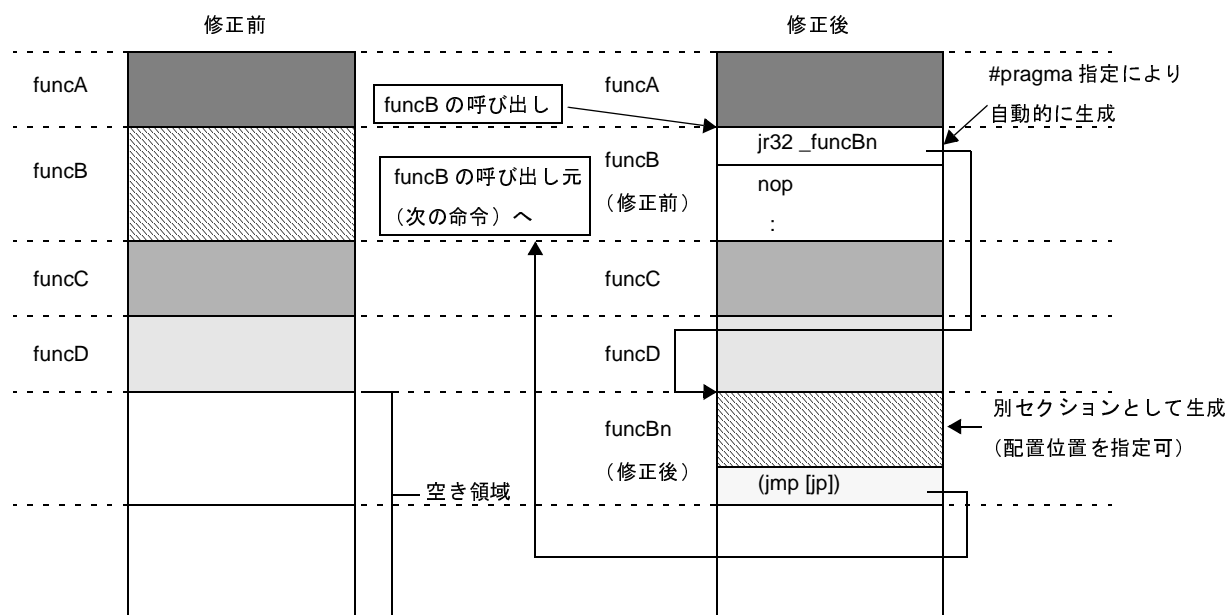 修正前
funcA
funcB
funcC
funcD
空き領域
修正後
funcB の呼び出し
funcA
#pragma 指定により
自動的に生成
funcB
（修正前）
jr32 _funcBn
nop
:
funcB の呼び出し元
（次の命令）へ
funcC
funcD
funcBn
（修正後）
(jmp [jp])
別セクションとして生成
（配置位置を指定可）